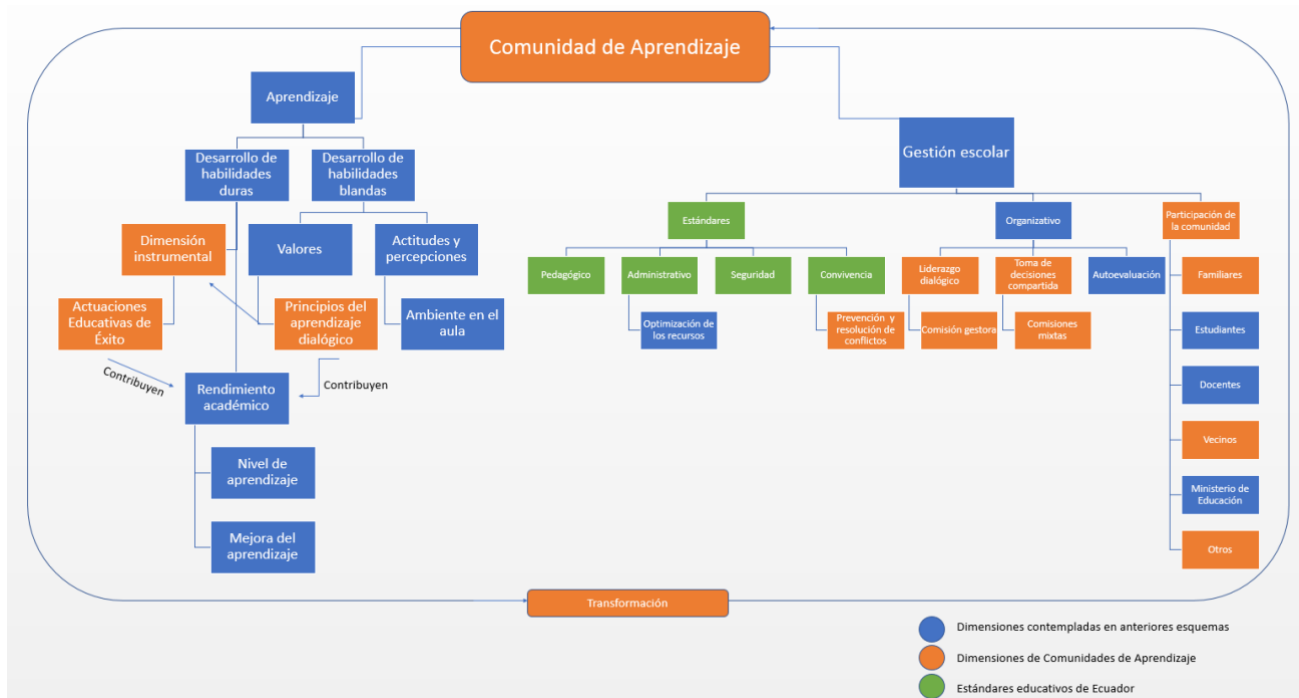 Comunidad de Aprendizaje
Aprendizaje
Desarrollo de
habilidades
duras
Desarrollo de
habilidades
blandas
Dimensión
instrumental
Valores
Actitudes y
percepciones
Actuaciones
Educativas de
Éxito
Principios del
aprendizaje
dialógico
Ambiente en el
aula
Contribuyen
Contribuyen
Rendimiento
académico
Nivel de
aprendizaje
Mejora del
aprendizaje
Gestión escolar
Estándares
Organizativo
Participación de
la comunidad
Pedagógico
Administrativo
Seguridad
Convivencia
Liderazgo
dialógico
Toma de
decisiones
compartida
Autoevaluación
Optimización de
los recursos
Prevención y
resolución de
conflictos
Comisión gestora
Comisiones
mixtas
Familiares
Estudiantes
Docentes
Vecinos
Ministerio de
Educación
Otros
Transformación
Dimensiones contempladas en anteriores esquemas
Dimensiones de Comunidades de Aprendizaje
Estándares educativos de Ecuador